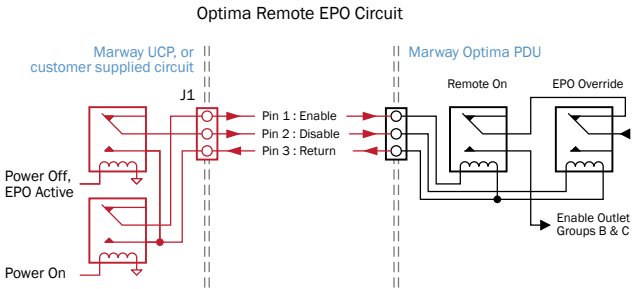 Optima Remote EPO Circuit
Marway UCP, or
customer supplied circuit
Marway Optima PDU
J1
Remote On
EPO Override
Pin 1 : Enable
Pin 2 : Disable
Pin 3 : Return
Power Off,
EPO Active
Enable Outlet
Groups B & C
Power On